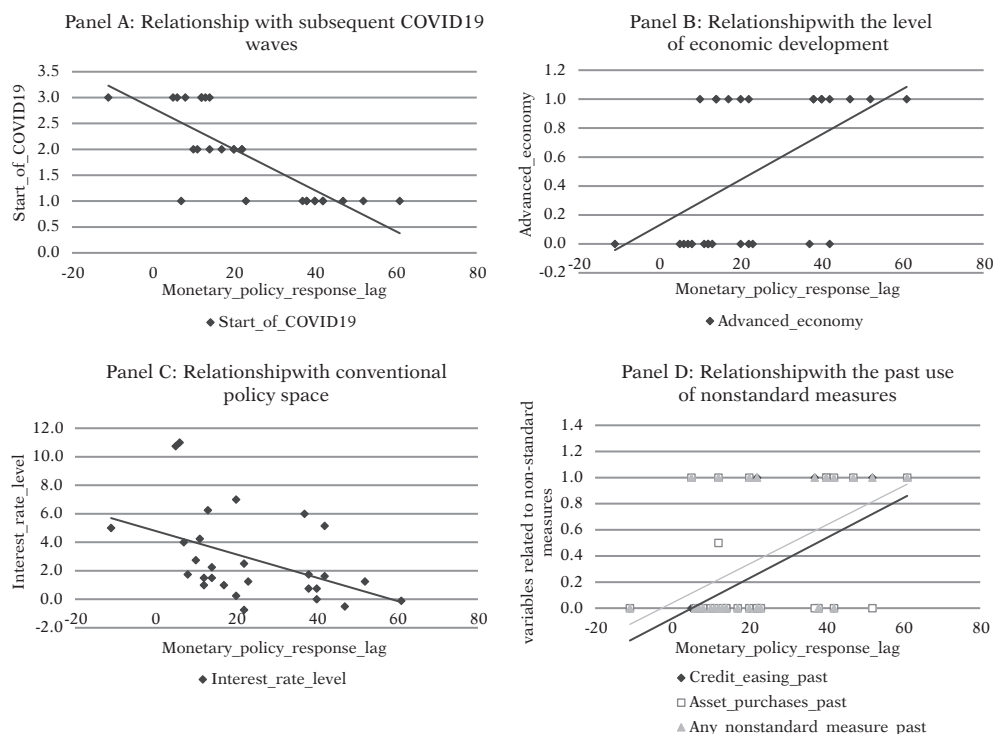 Panel A: Relationship with subsequent COVID19
waves
3.5
3.0
2.5
2.0
1.5
1.0
0.5
0.0
Start_of_COVID19
-20
0
20
40
60
80
Monetary_policy_response_lag
Start_of_COVID19
Panel B: Relationshipwith the level
of economic development
1.2
1.0
0.8
0.6
0.4
0.2
0.0
-0.2
Advanced_economy
-20
0
20
40
60
80
Monetary_policy_response_lag
Advanced_economy
Panel C: Relationshipwith conventional
policy space
12.0
10.0
8.0
6.0
4.0
2.0
0.0
-2.0
Interest_rate_level
-20
0
20
40
60
80
Monetary_policy_response_lag
Interest_rate_level
Panel D: Relationshipwith the past use
of nonstandard measures
1.4
1.2
1.0
0.8
0.6
0.4
0.2
0.0
variables related to non-standard
measures
-20
0
20
40
60
80
Monetary_policy_response_lag
Credit_easing_past
Asset_purchases_past
Any_nonstandard_measure_past